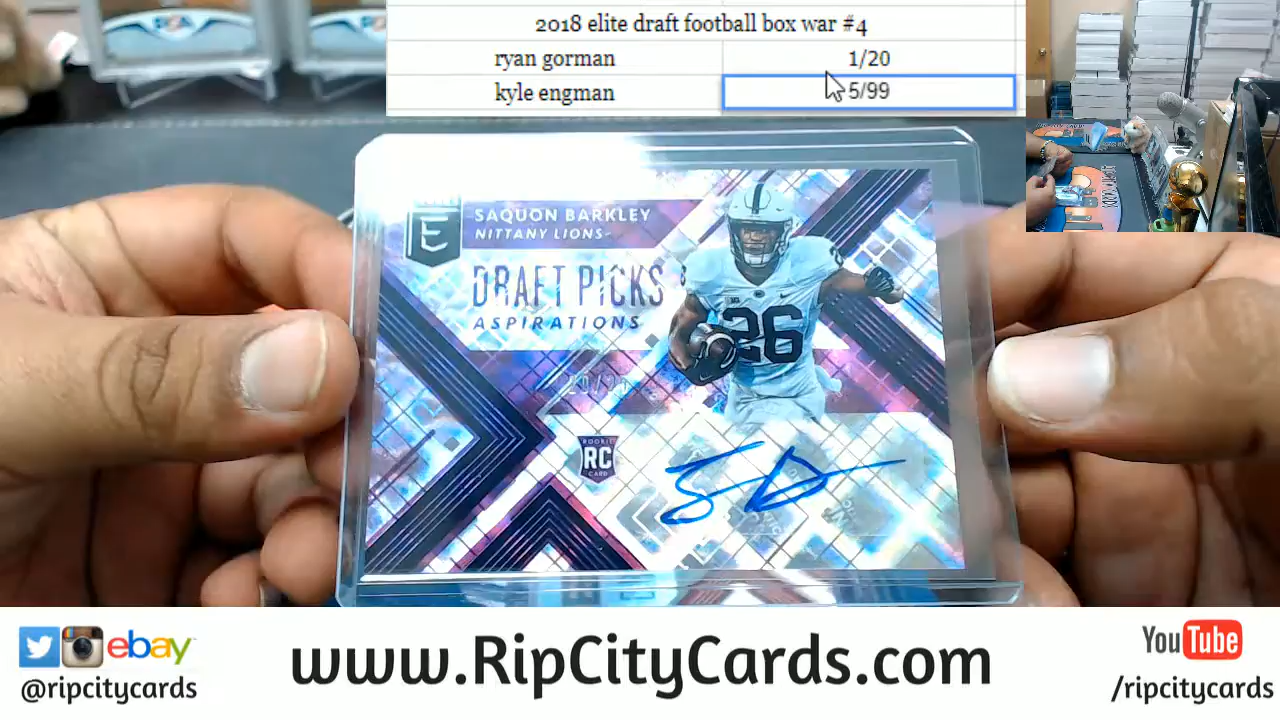 2018 elite draft football box war #4
ryan gorman 1/20
kyle engman 5/99
E
SAQUON BARKLEY
NITTANY LIONS
DRAFT PICKS
ASPIRATIONS
26
ROOKIE
RC
CARD
ebay
@ripcitycards
www.RipCityCards.com
YouTube
/ripcitycards